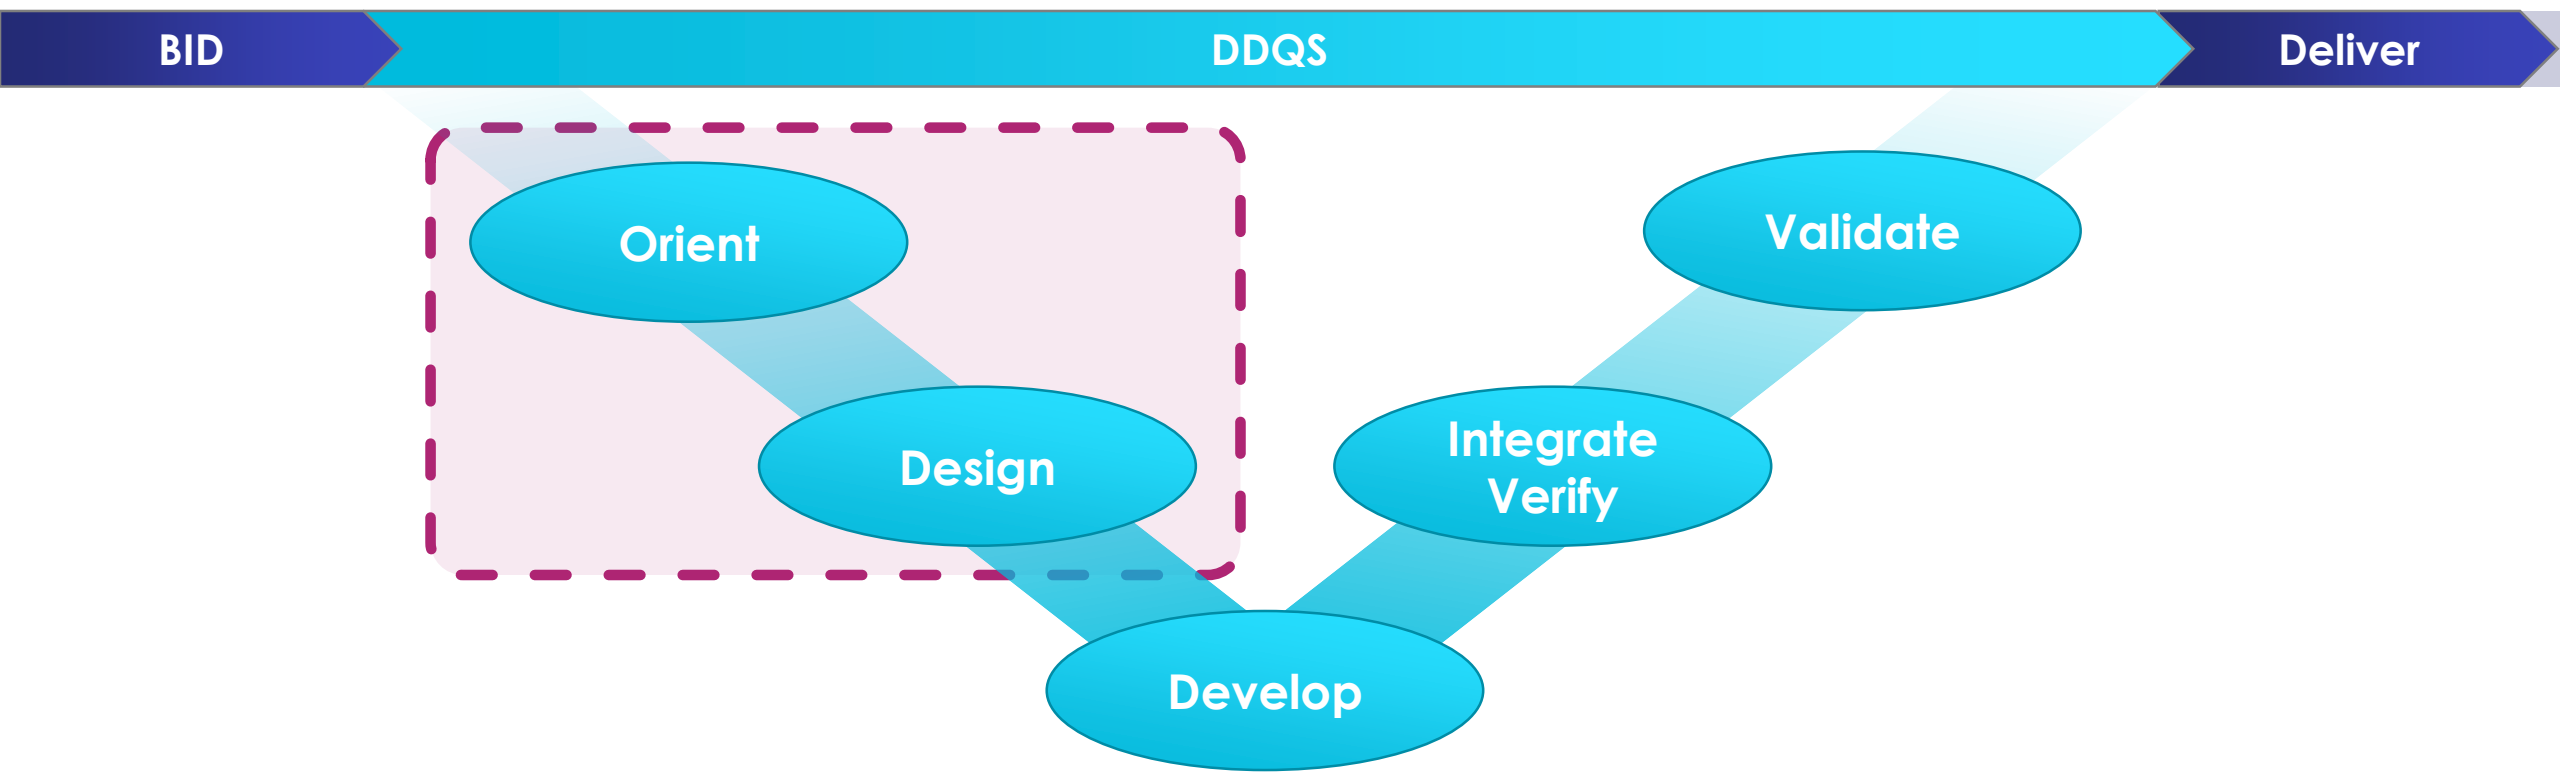 BID
DDQS
Deliver
Orient
Validate
Design
Integrate
Verify
Develop